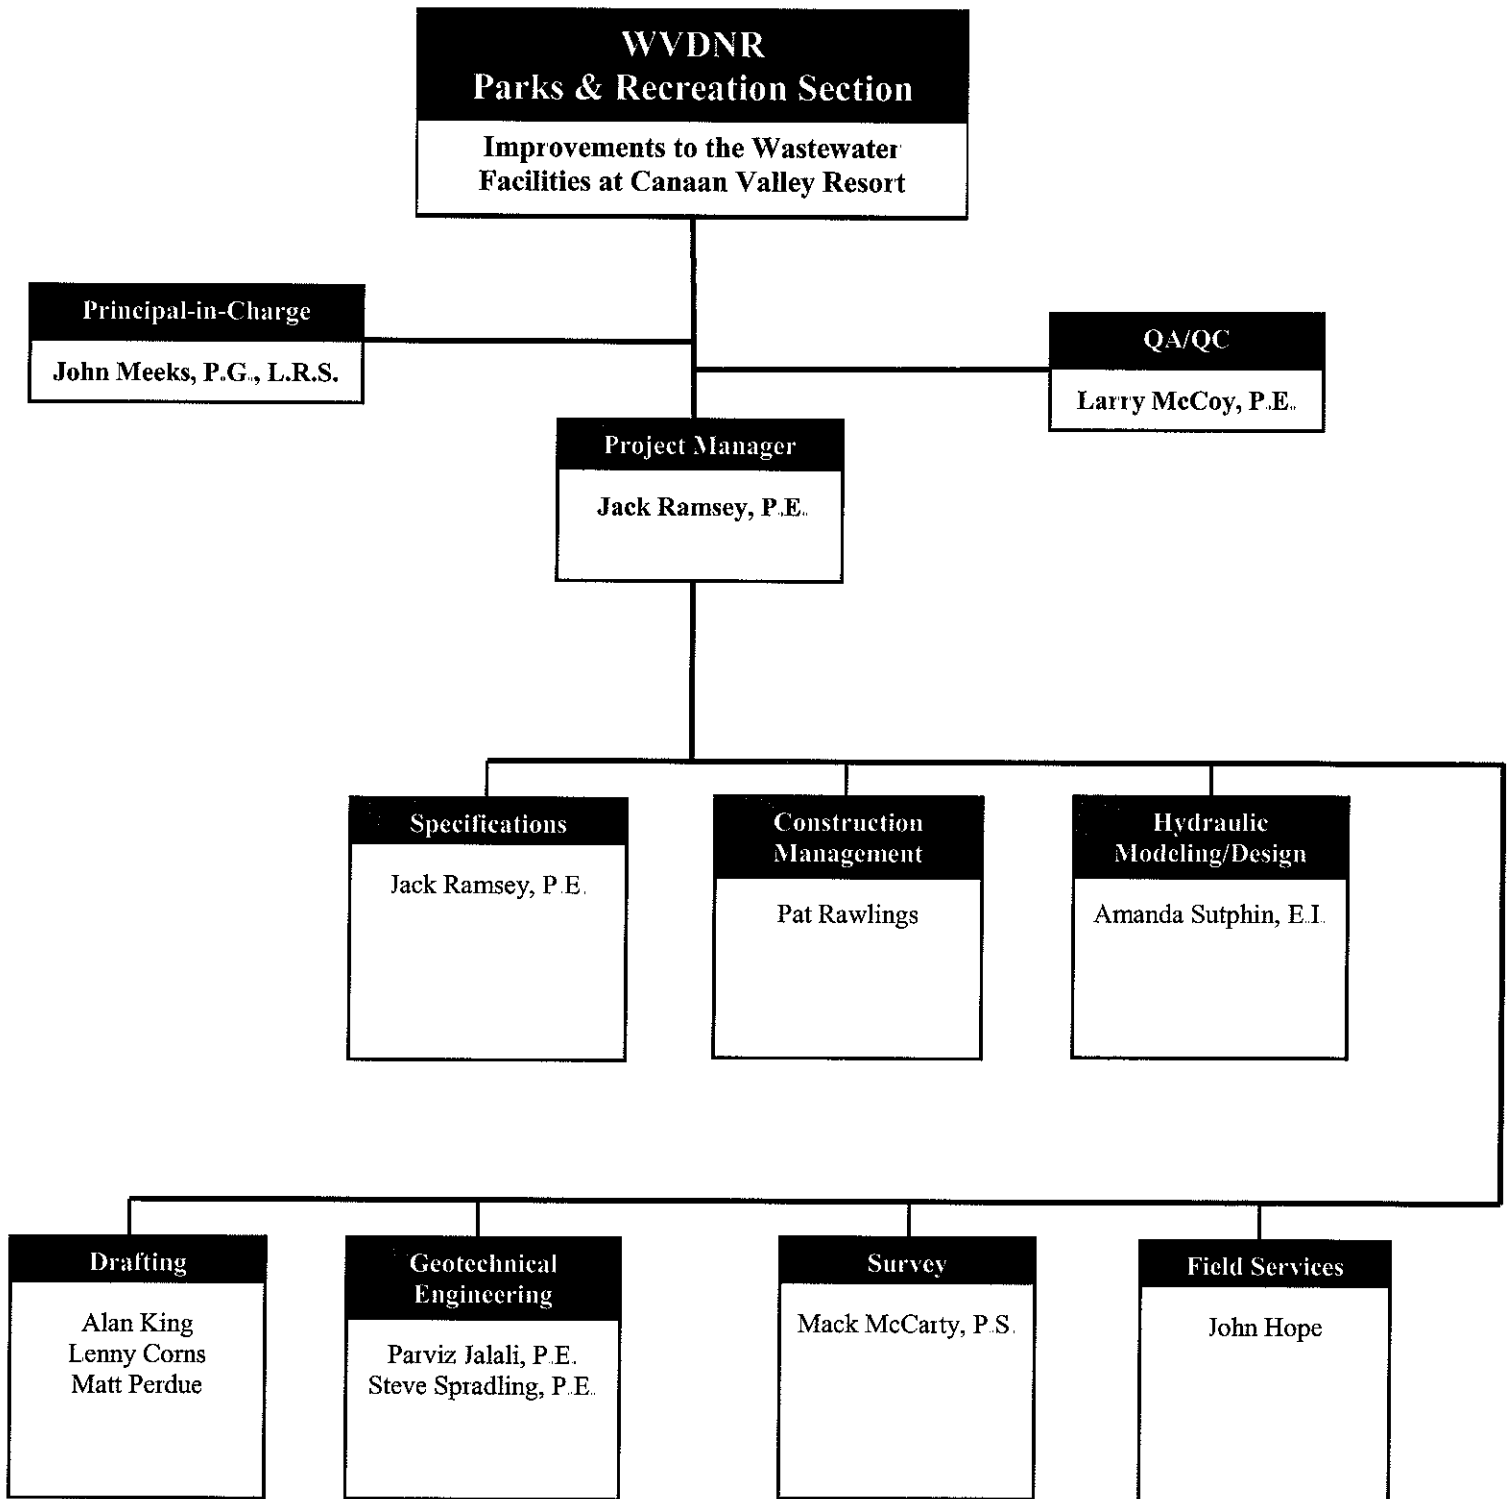 WVDNR
Parks & Recreation Section
Improvements to the Wastewater
Facilities at Canaan Valley Resort
Principal-in-Charge
John Meeks, P.G., L.R.S.
QA/QC
Larry McCoy, P.E.
Project Manager
Jack Ramsey, P.E.
Specifications
Jack Ramsey, P.E.
Construction
Management
Pat Rawlings
Hydraulic
Modeling/Design
Amanda Sutphin, E.I.
Drafting
Alan King
Lenny Corns
Matt Perdue
Geotechnical
Engineering
Parviz Jalali, P.E.
Steve Spradling, P.E.
Survey
Mack McCarty, P.S.
Field Services
John Hope